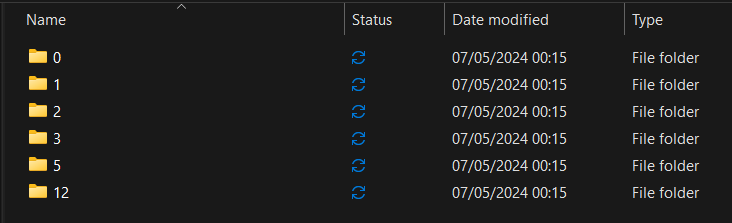 Name Status Date modified Type
0 07/05/2024 00:15 File folder
1 07/05/2024 00:15 File folder
2 07/05/2024 00:15 File folder
3 07/05/2024 00:15 File folder
5 07/05/2024 00:15 File folder
12 07/05/2024 00:15 File folder